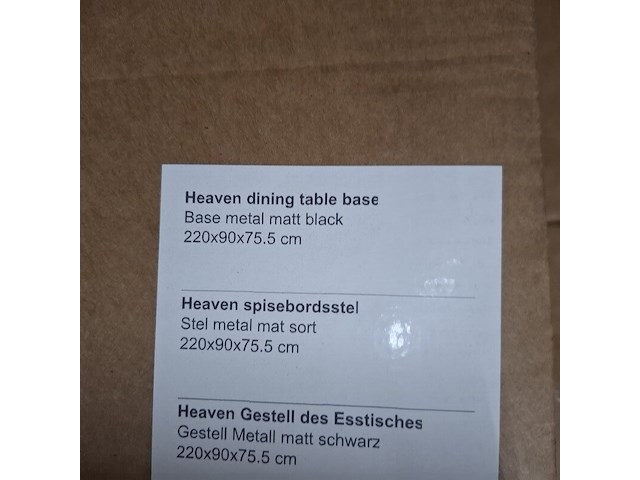 Heaven dining table base
Base metal matt black
220x90x75.5 cm
Heaven spisebordsstel
Stel metal mat sort
220x90x75.5 cm
Heaven Gestell des Esstisches
Gestell Metall matt schwarz
220x90x75.5 cm